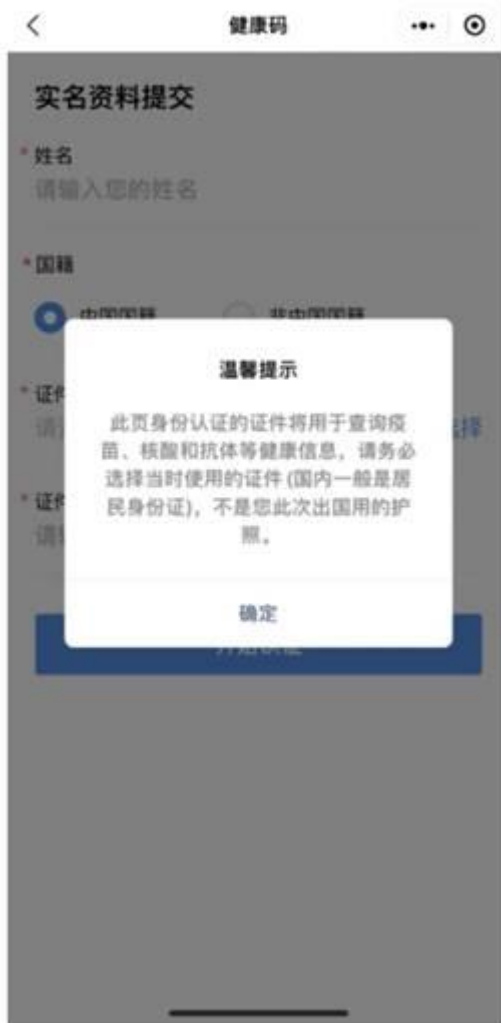 健康码
实名资料提交
* 姓名
请输入您的姓名
* 国籍
中国国籍 非中国国籍
温馨提示
* 证件
此页身份认证的证件将用于查询疫
苗、核酸和抗体等健康信息，请务必
选择当时使用的证件(国内一般是居
民身份证)，不是您此次出国用的护
照。
* 证件
确定